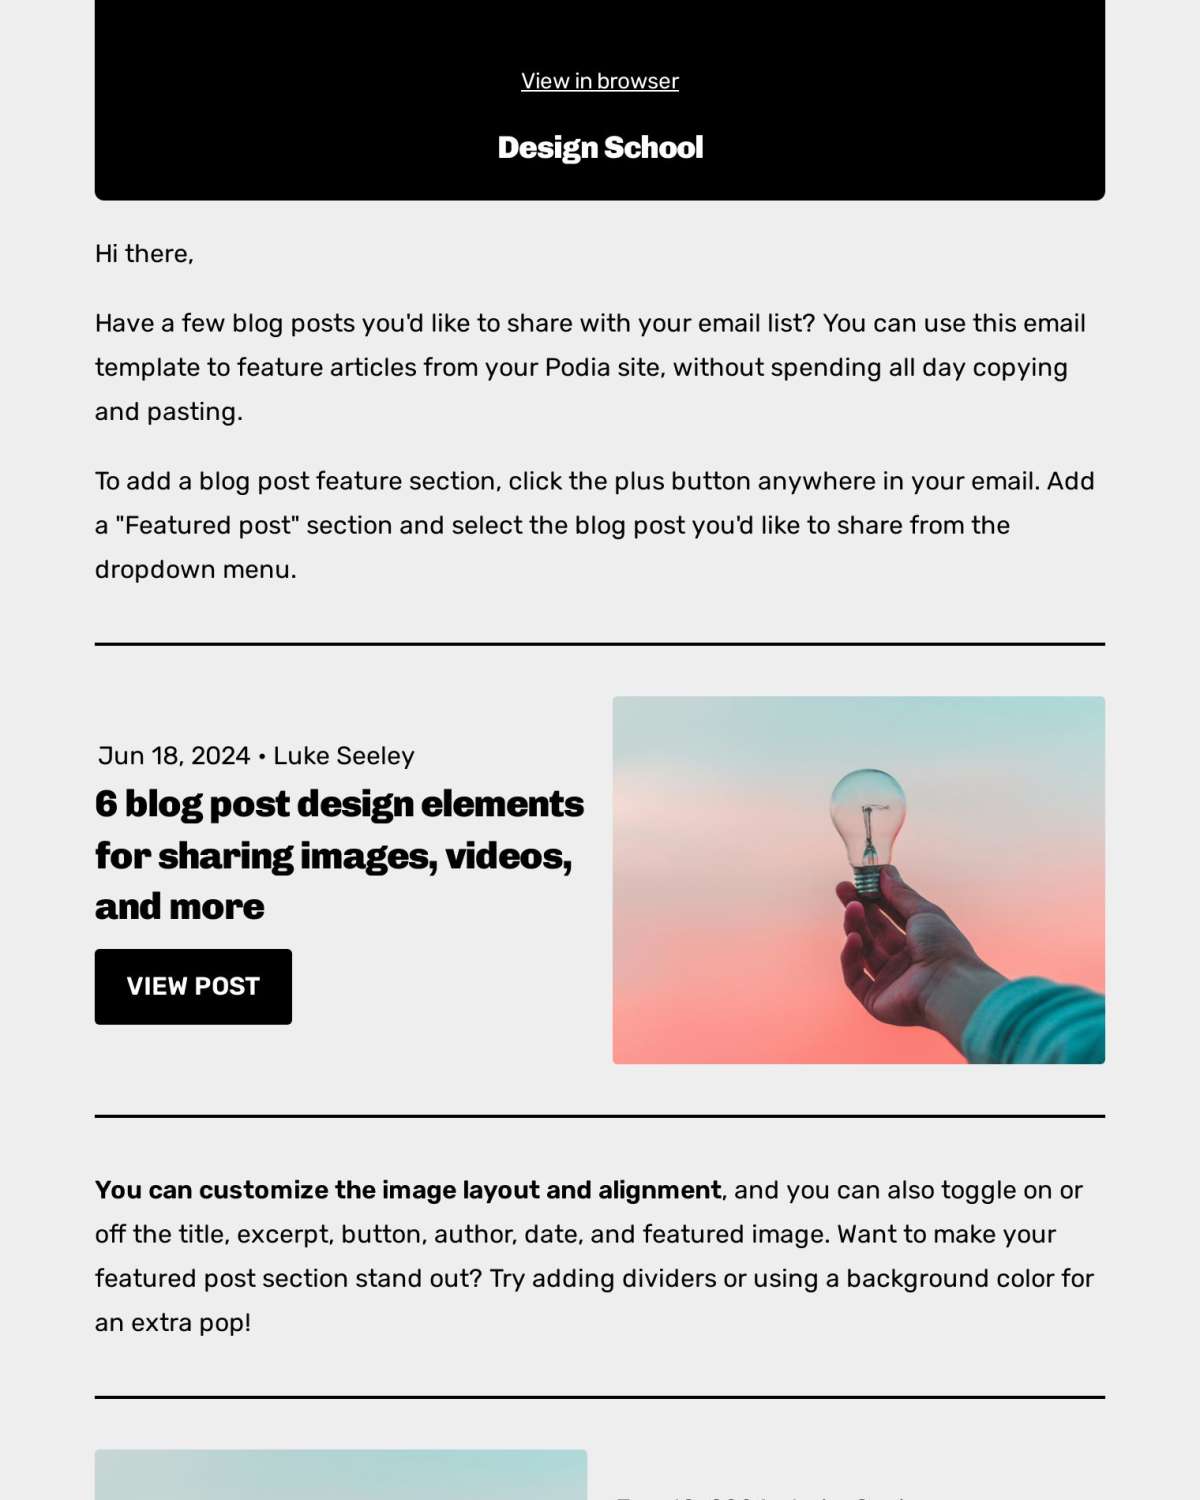 View in browser
Design School
Hi there,
Have a few blog posts you'd like to share with your email list? You can use this email
template to feature articles from your Podia site, without spending all day copying
and pasting.
To add a blog post feature section, click the plus button anywhere in your email. Add
a "Featured post" section and select the blog post you'd like to share from the
dropdown menu.
Jun 18, 2024 • Luke Seeley
6 blog post design elements
for sharing images, videos,
and more
VIEW POST
You can customize the image layout and alignment, and you can also toggle on or
off the title, excerpt, button, author, date, and featured image. Want to make your
featured post section stand out? Try adding dividers or using a background color for
an extra pop!